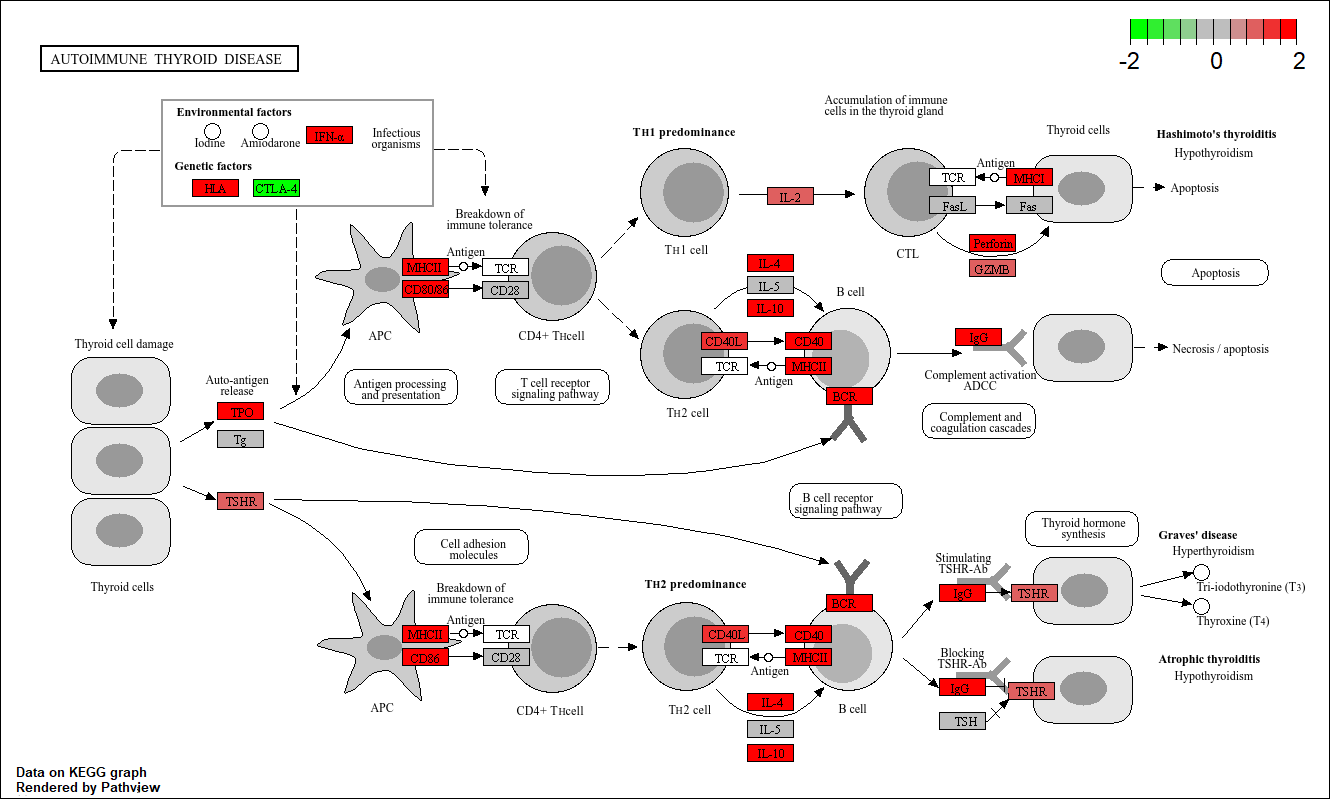 -2 0 2
AUTOIMMUNE THYROID DISEASE
Environmental factors
Iodine
Amiodarone
IFN-α
Infectious
organisms
Genetic factors
HLA
CTLA-4
Breakdown of
immune tolerance
Antigen
MHCII
TCR
CD80/86
CD28
APC
CD4+ THcell
Antigen processing
and presentation
T cell receptor
signaling pathway
TH1 predominance
TH1 cell
IL-2
Accumulation of immune
cells in the thyroid gland
Thyroid cells
Antigen
TCR
MHCI
FasL
Fas
CTL
Perforin
GZMB
Hashimoto's thyroiditis
Hypothyroidism
Apoptosis
Apoptosis
IL-4
IL-5
IL-10
B cell
CD40L
CD40
TCR
MHCII
Antigen
TH2 cell
BCR
IgG
Complement activation
ADCC
Necrosis / apoptosis
Complement and
coagulation cascades
Thyroid cell damage
Auto-antigen
release
TPO
Tg
TSHR
Thyroid cells
B cell receptor
signaling pathway
Cell adhesion
molecules
Breakdown of
immune tolerance
Antigen
MHCII
TCR
CD86
CD28
APC
CD4+ THcell
TH2 predominance
BCR
CD40L
CD40
TCR
MHCII
Antigen
TH2 cell
B cell
IL-4
IL-5
IL-10
Thyroid hormone
synthesis
Stimulating
TSHR-Ab
IgG
TSHR
Graves' disease
Hyperthyroidism
Tri-iodothyronine (T3)
Thyroxine (T4)
Blocking
TSHR-Ab
IgG
TSHR
TSH
Atrophic thyroiditis
Hypothyroidism
Data on KEGG graph
Rendered by Pathview